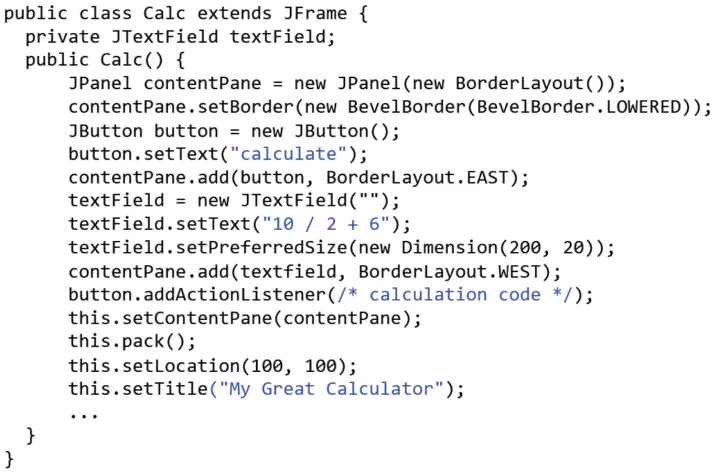 public class Calc extends JFrame {
private JTextField textField;
public Calc() {
JPanel contentPane = new JPanel(new BorderLayout());
contentPane.setBorder(new BevelBorder(BevelBorder.LOWERED));
JButton button = new JButton();
button.setText("calculate");
contentPane.add(button, BorderLayout.EAST);
textField = new JTextField("");
textField.setText("10 / 2 + 6");
textField.setPreferredSize(new Dimension(200, 20));
contentPane.add(textfield, BorderLayout.WEST);
button.addActionListener(/* calculation code */);
this.setContentPane(contentPane);
this.pack();
this.setLocation(100, 100);
this.setTitle("My Great Calculator");
...
}
}